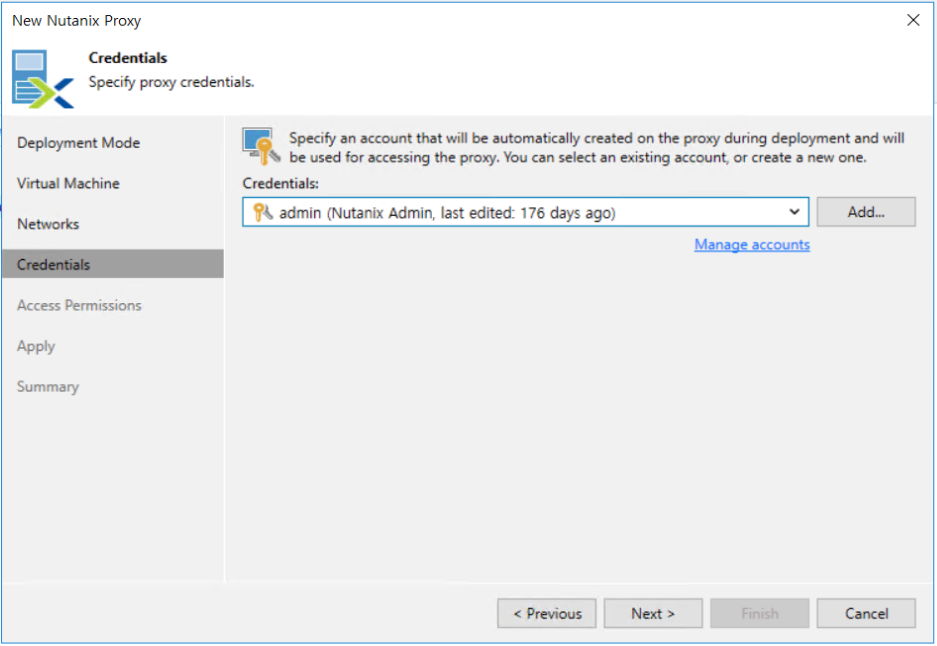 New Nutanix Proxy
Credentials
Specify proxy credentials.
Deployment Mode
Virtual Machine
Networks
Credentials
Access Permissions
Apply
Summary
Specify an account that will be automatically created on the proxy during deployment and will
be used for accessing the proxy. You can select an existing account, or create a new one.
Credentials:
admin (Nutanix Admin, last edited: 176 days ago)
Add...
Manage accounts
< Previous
Next >
Finish
Cancel